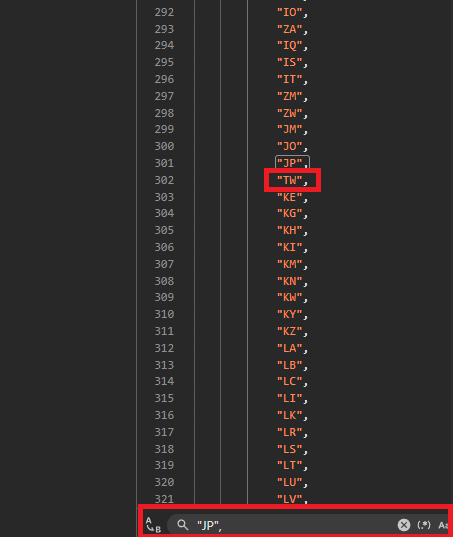 292 "IO",
293 "ZA",
294 "IQ",
295 "IS",
296 "IT",
297 "ZM",
298 "ZW",
299 "JM",
300 "JO",
301 "JP",
302 "TW",
303 "KE",
304 "KG",
305 "KH",
306 "KI",
307 "KM",
308 "KN",
309 "KW",
310 "KY",
311 "KZ",
312 "LA",
313 "LB",
314 "LC",
315 "LI",
316 "LK",
317 "LR",
318 "LS",
319 "LT",
320 "LU",
321 "LV",
A B "JP", (.*) Aa